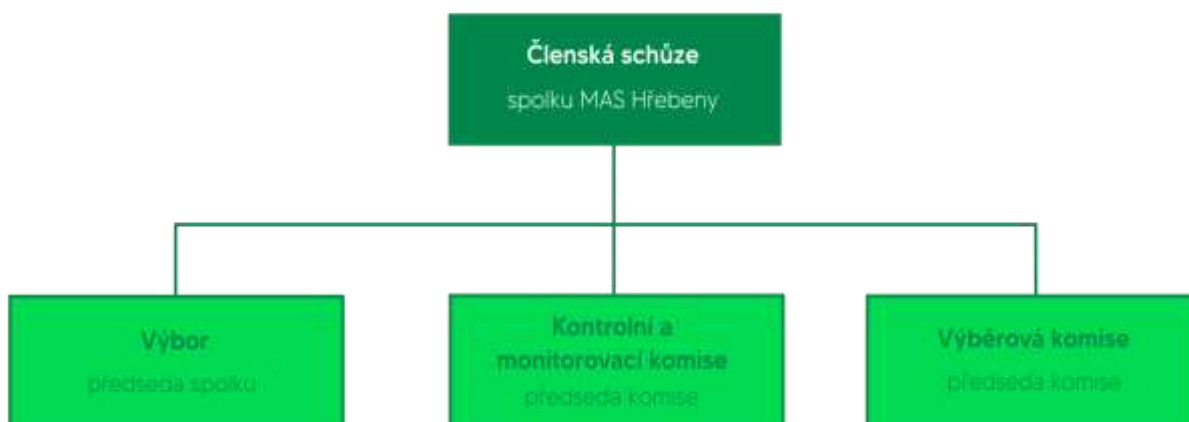 Členská schůze
spolku MAS Hřebeny
Výbor
předseda spolku
Kontrolní a
monitorovací komise
předseda komise
Výběrová komise
předseda komise